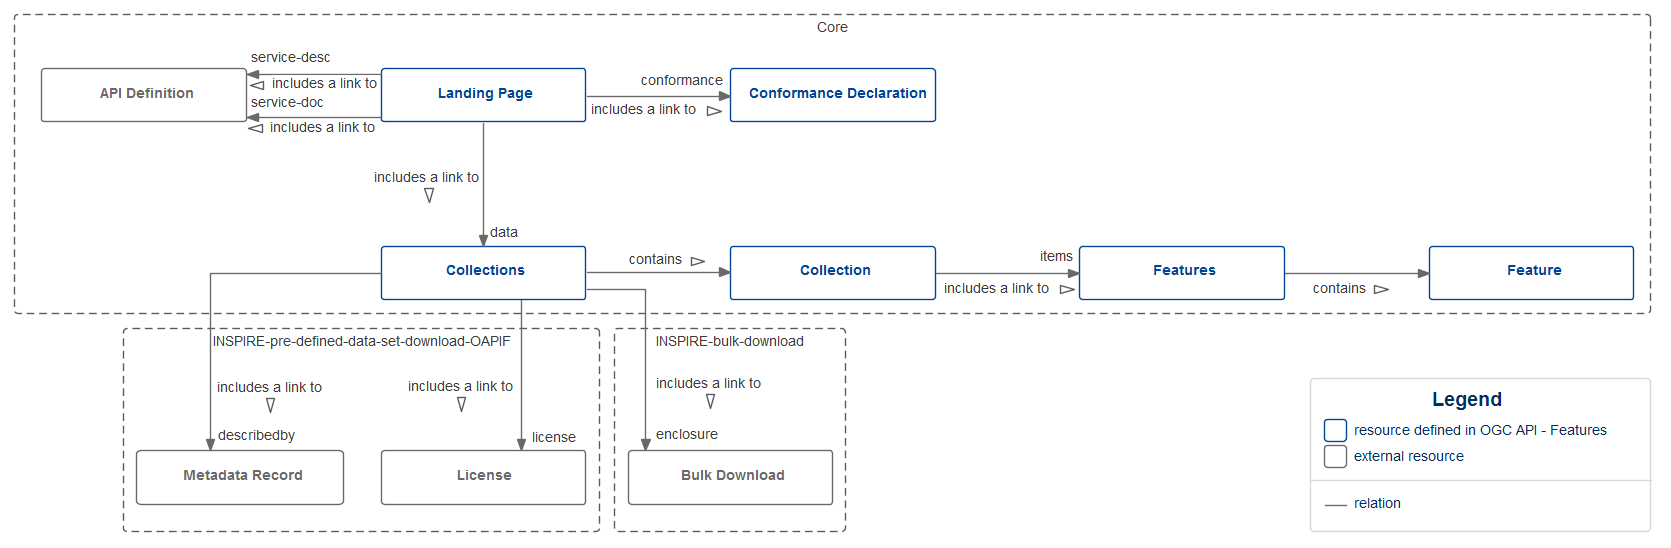 Core
service-desc
includes a link to
API Definition
service-doc
includes a link to
Landing Page
conformance
includes a link to
Conformance Declaration
includes a link to
data
Collections
contains
Collection
items
includes a link to
Features
contains
Feature
INSPIRE-pre-defined-data-set-download-OAPIF
includes a link to
describedby
Metadata Record
includes a link to
license
License
INSPIRE-bulk-download
includes a link to
enclosure
Bulk Download
Legend
resource defined in OGC API - Features
external resource
relation